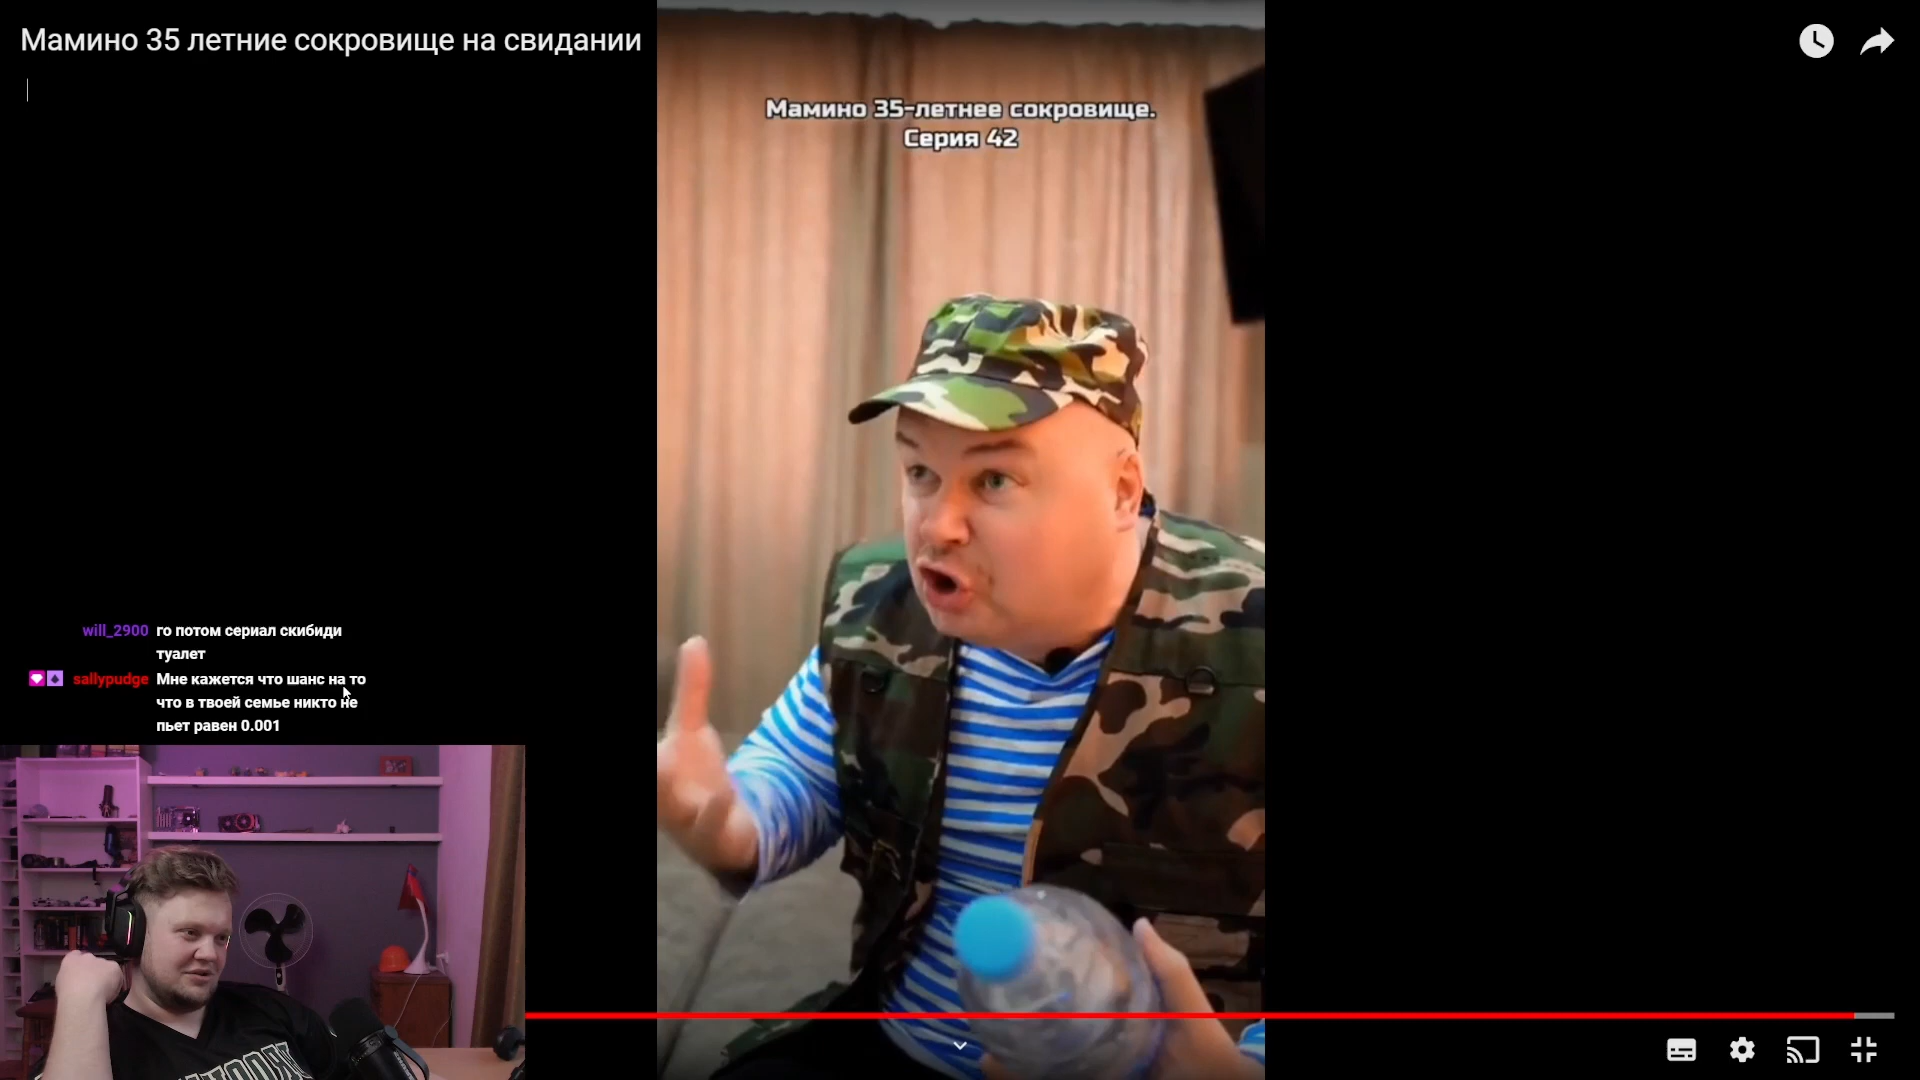 Мамино 35 летние сокровище на свидании
Мамино 35-летнее сокровище.
Серия 42
will_2900 го потом сериал скибиди
туалет
sallypudge Мне кажется что шанс на то
что в твоей семье никто не
пьет равен 0.001